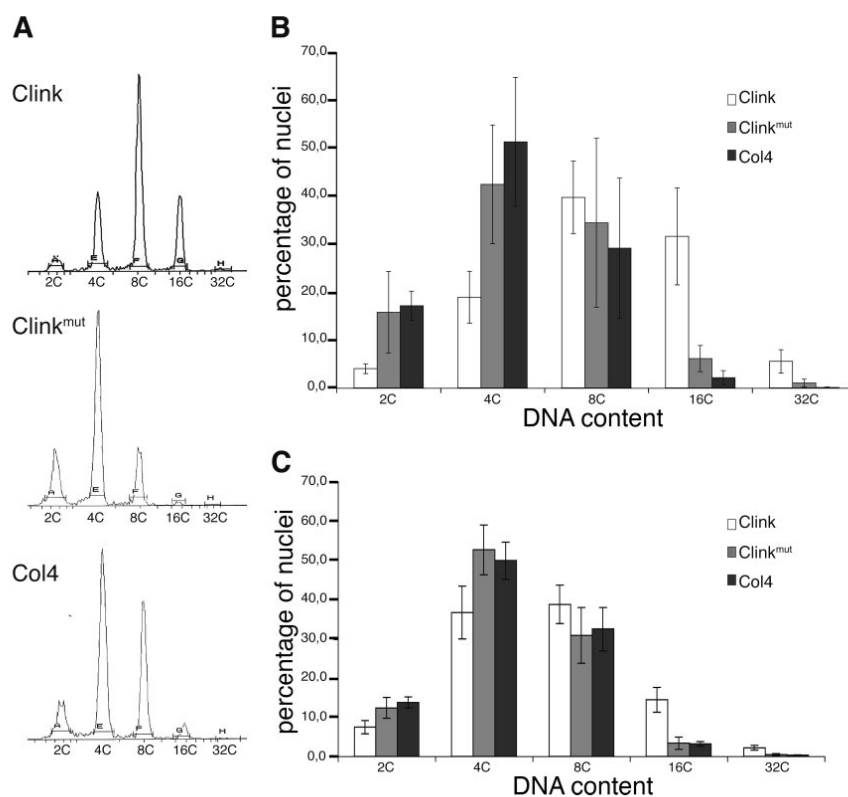 A
Clink
A
E
F
G
H
2C 4C 8C 16C 32C
Clinkmut
A
E
F
G
H
2C 4C 8C 16C 32C
Col4
A
E
F
G
H
2C 4C 8C 16C 32C
B
percentage of nuclei
70,0
60,0
50,0
40,0
30,0
20,0
10,0
0,0
2C 4C 8C 16C 32C
DNA content
Clink
Clinkmut
Col4
C
percentage of nuclei
70,0
60,0
50,0
40,0
30,0
20,0
10,0
0,0
2C 4C 8C 16C 32C
DNA content
Clink
Clinkmut
Col4